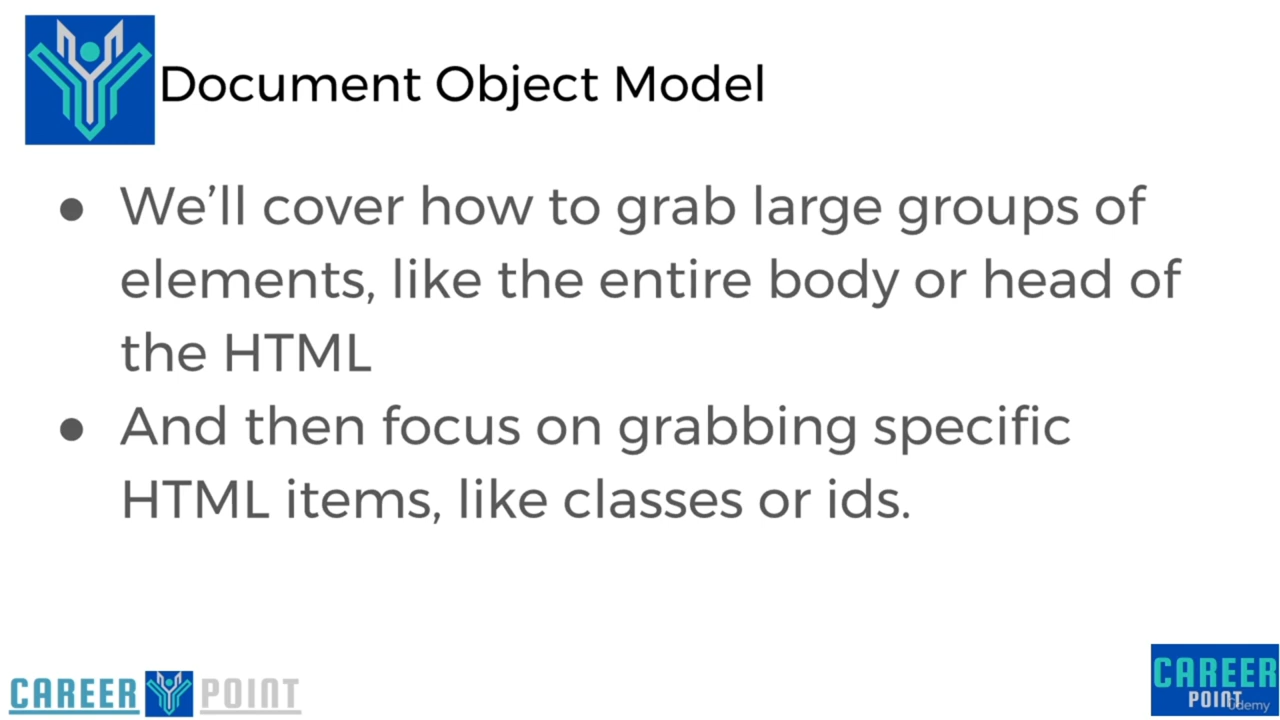 Document Object Model
● We’ll cover how to grab large groups of
elements, like the entire body or head of
the HTML
● And then focus on grabbing specific
HTML items, like classes or ids.
CAREER POINT
CAREER
POINT
Udemy